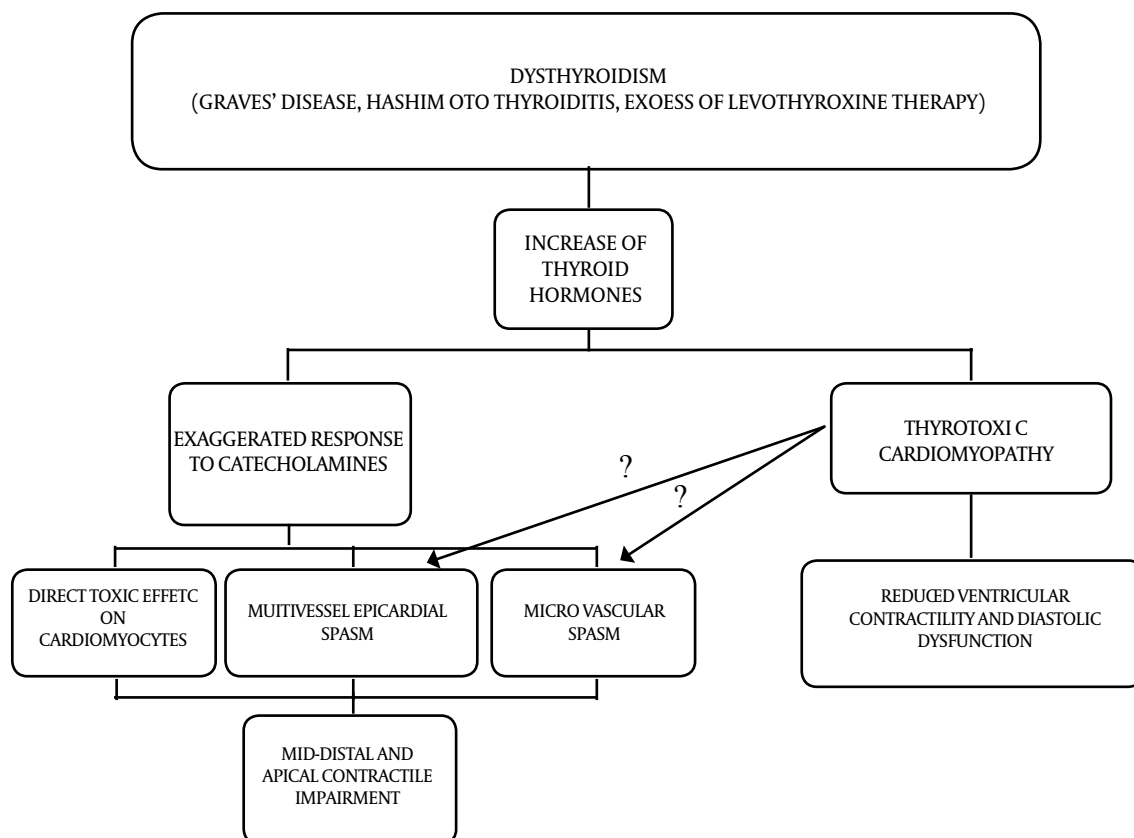 DYSTHYROIDISM
(GRAVES’ DISEASE, HASHIM OTO THYROIDITIS, EXOESS OF LEVOTHYROXINE THERAPY)
INCREASE OF
THYROID
HORMONES
EXAGGERATED RESPONSE
TO CATECHOLAMINES
THYROTOXI C
CARDIOMYOPATHY
?
?
DIRECT TOXIC EFFETC
ON
CARDIOMYOCYTES
MUITIVESSEL EPICARDIAL
SPASM
MICRO VASCULAR
SPASM
REDUCED VENTRICULAR
CONTRACTILITY AND DIASTOLIC
DYSFUNCTION
MID-DISTAL AND
APICAL CONTRACTILE
IMPAIRMENT